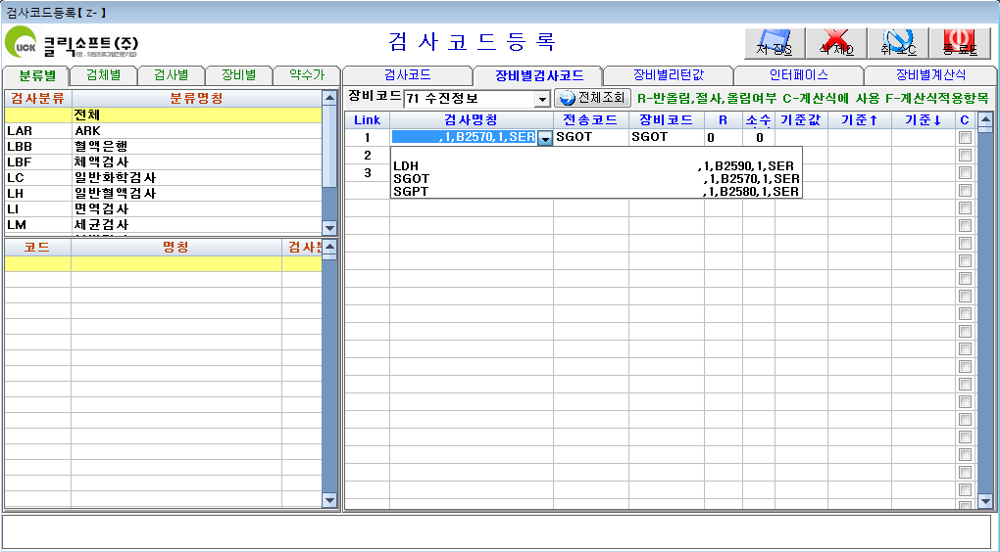 검사코드등록【 z- 】
LICK 클릭소프트(주)
검 사 코 드 등 록
저 장S 삭 제D 취 소C 종 료E
분류별 검체별 검사별 장비별 약수가
검사코드 장비별검사코드 장비별리턴값 인터페이스 장비별계산식
장비코드 71 수진정보 전체조회 R-반올림,절사,올림여부 C-계산식에 사용 F-계산식적용항목
검사분류 분류명칭
전체
LAR ARK
LBB 혈액은행
LBF 체액검사
LC 일반화학검사
LH 일반혈액검사
LI 면역검사
LM 세균검사
코드 명칭 검사분
Link 검사명칭 전송코드 장비코드 R 소수 기준값 기준↑ 기준↓ C
1 ,1,B2570,1,SER SGOT SGOT 0 0
2
3
LDH ,1,B2590,1,SER
SGOT ,1,B2570,1,SER
SGPT ,1,B2580,1,SER